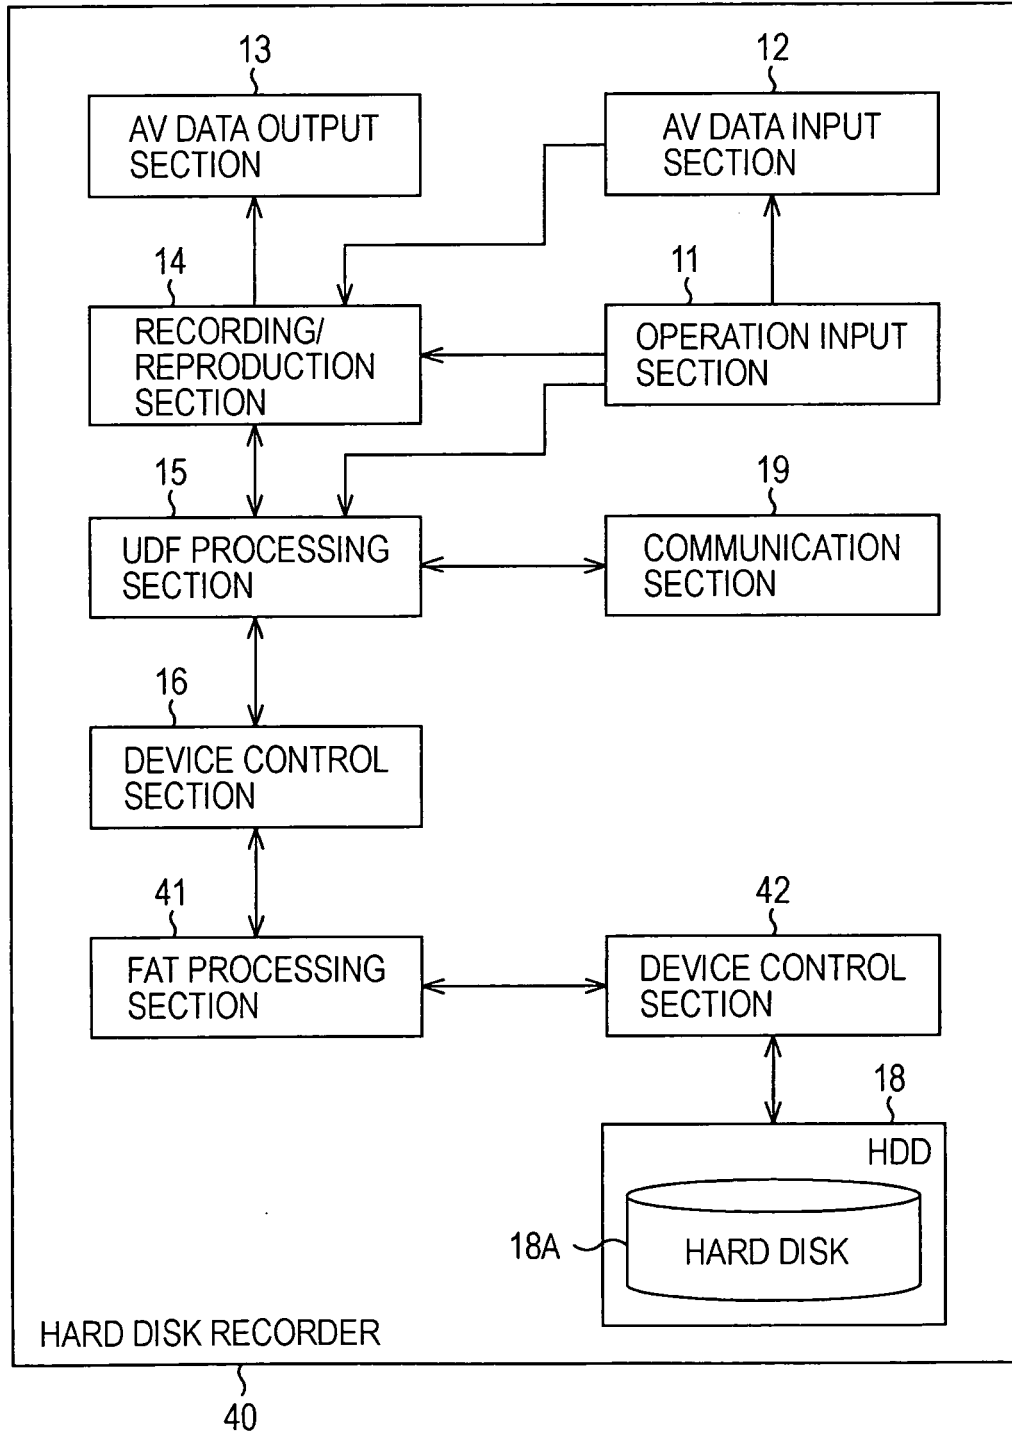 13
AV DATA OUTPUT
SECTION
12
AV DATA INPUT
SECTION
14
RECORDING/
REPRODUCTION
SECTION
11
OPERATION INPUT
SECTION
15
UDF PROCESSING
SECTION
19
COMMUNICATION
SECTION
16
DEVICE CONTROL
SECTION
41
FAT PROCESSING
SECTION
42
DEVICE CONTROL
SECTION
18
HDD
18A
HARD DISK
HARD DISK RECORDER
40